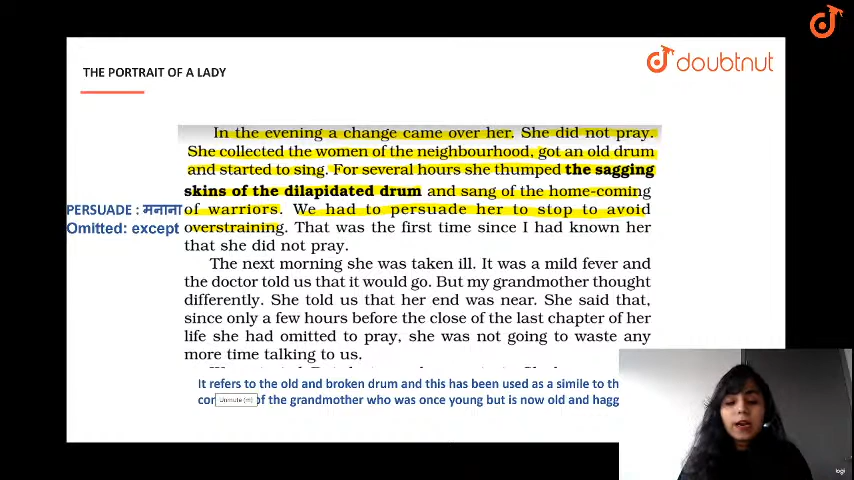 THE PORTRAIT OF A LADY
doubtnut
In the evening a change came over her. She did not pray.
She collected the women of the neighbourhood, got an old drum
and started to sing. For several hours she thumped the sagging
skins of the dilapidated drum and sang of the home-coming
PERSUADE : मनाना of warriors. We had to persuade her to stop to avoid
Omitted: except overstraining. That was the first time since I had known her
that she did not pray.
The next morning she was taken ill. It was a mild fever and
the doctor told us that it would go. But my grandmother thought
differently. She told us that her end was near. She said that,
since only a few hours before the close of the last chapter of her
life she had omitted to pray, she was not going to waste any
more time talking to us.
It refers to the old and broken drum and this has been used as a simile to
of the grandmother who was once young but is now old and
Unmute (m)
logi